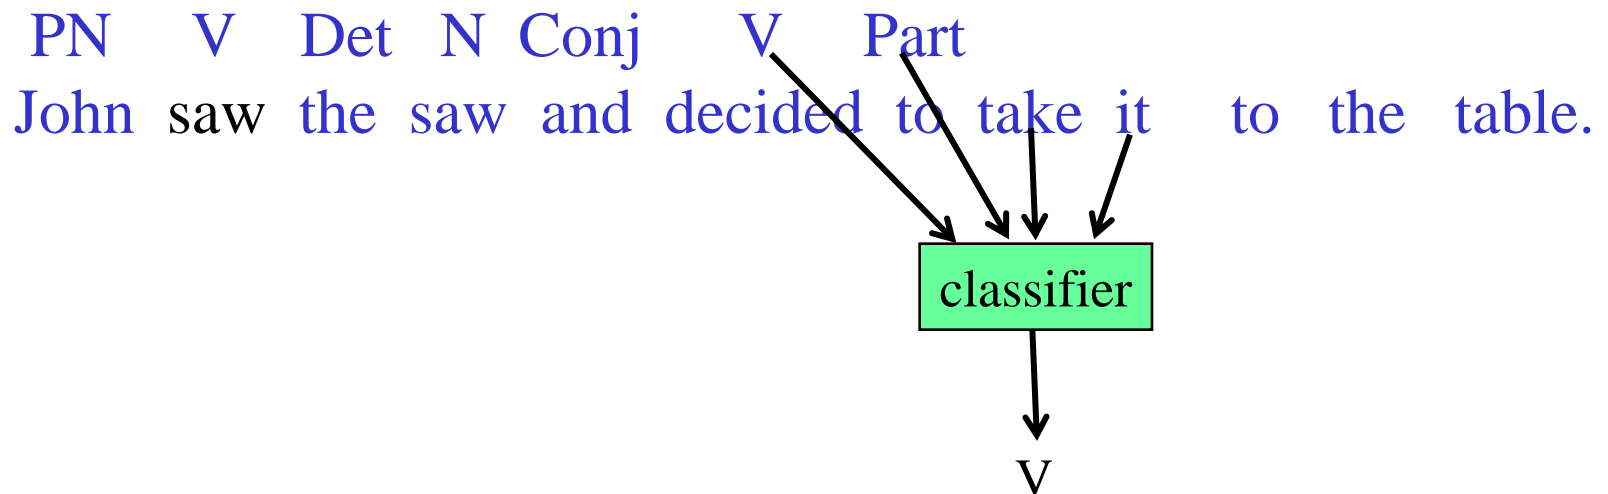 PN V Det N Conj V Part
John saw the saw and decided to take it to the table.
classifier
V